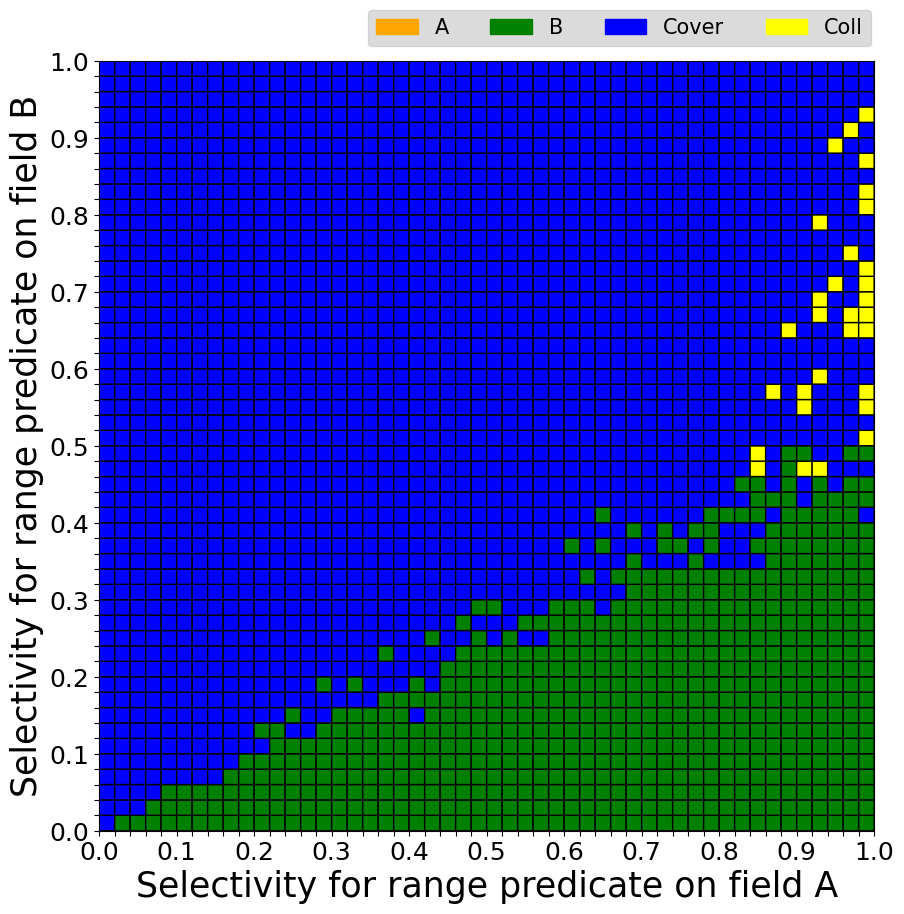 A B Cover Coll
1.0
0.9
0.8
0.7
0.6
0.5
0.4
0.3
0.2
0.1
0.0
Selectivity for range predicate on field B
0.0 0.1 0.2 0.3 0.4 0.5 0.6 0.7 0.8 0.9 1.0
Selectivity for range predicate on field A